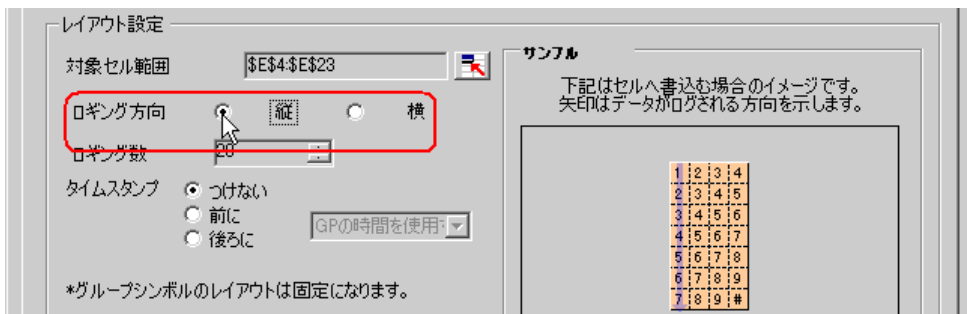 レイアウト設定
対象セル範囲 $E$4:$E$23
ロギング方向 縦 横
ロギング数 20
タイムスタンプ つけない
前に
後ろに GPの時間を使用
*グループシンボルのレイアウトは固定になります。
サンプル
下記はセルへ書込む場合のイメージです。
矢印はデータがログされる方向を示します。
1 2 3 4
2 3 4 5
3 4 5 6
4 5 6 7
5 6 7 8
6 7 8 9
7 8 9 #